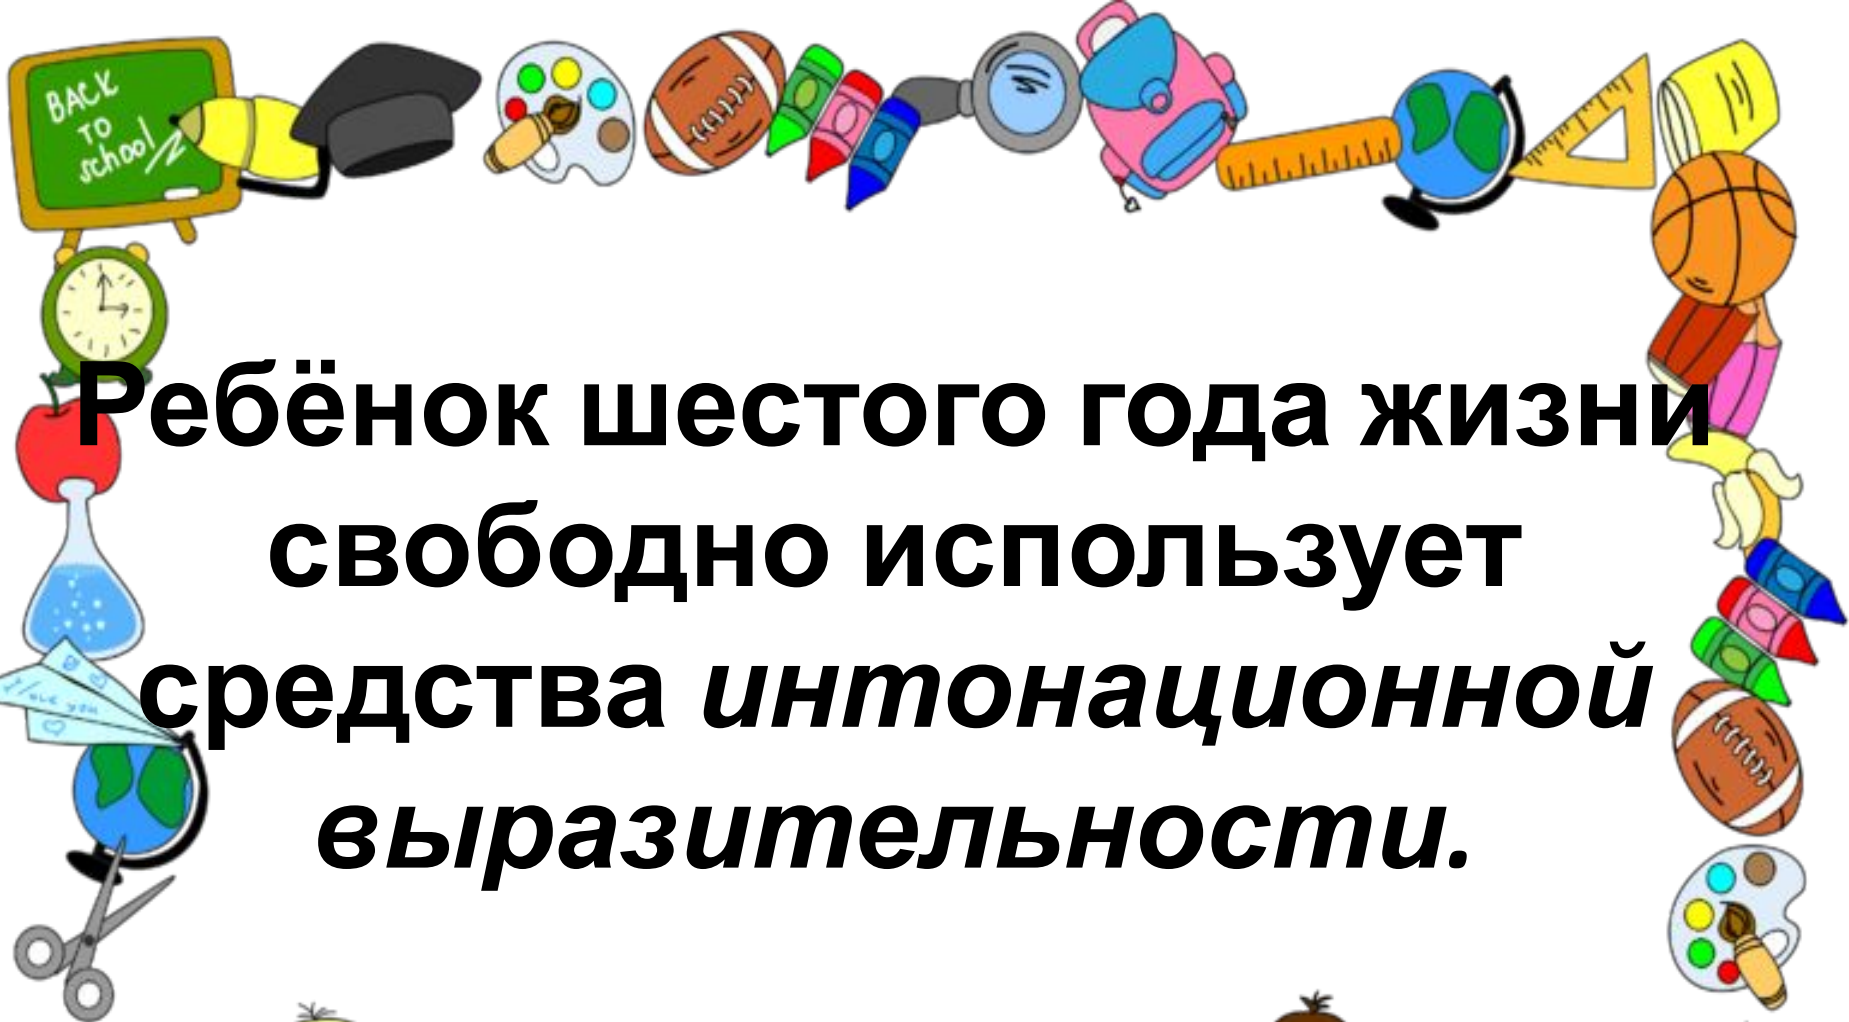 BACK
TO
school
Ребёнок шестого года жизни
свободно использует
средства интонационной
выразительности.